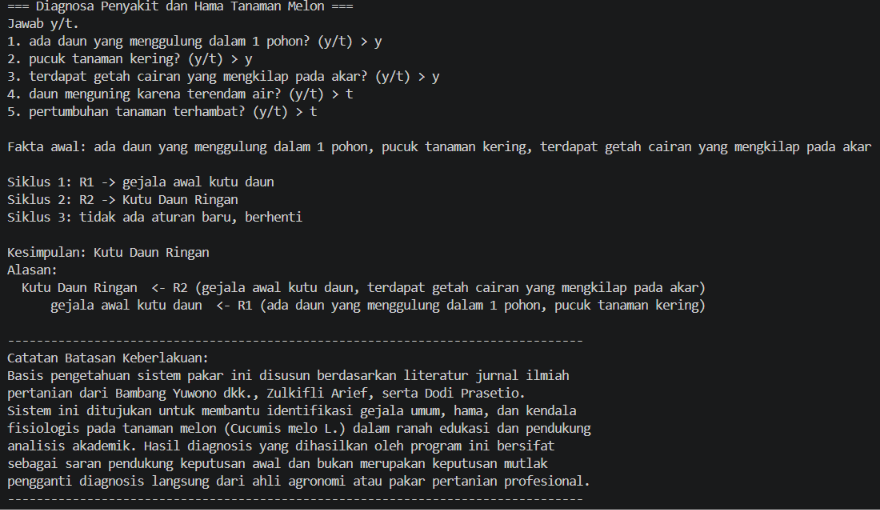 === Diagnosa Penyakit dan Hama Tanaman Melon ===
Jawab y/t.
1. ada daun yang menggulung dalam 1 pohon? (y/t) > y
2. pucuk tanaman kering? (y/t) > y
3. terdapat getah cairan yang mengkilap pada akar? (y/t) > y
4. daun menguning karena terendam air? (y/t) > t
5. pertumbuhan tanaman terhambat? (y/t) > t
Fakta awal: ada daun yang menggulung dalam 1 pohon, pucuk tanaman kering, terdapat getah cairan yang mengkilap pada akar
Siklus 1: R1 -> gejala awal kutu daun
Siklus 2: R2 -> Kutu Daun Ringan
Siklus 3: tidak ada aturan baru, berhenti
Kesimpulan: Kutu Daun Ringan
Alasan:
  Kutu Daun Ringan  <- R2 (gejala awal kutu daun, terdapat getah cairan yang mengkilap pada akar)
      gejala awal kutu daun  <- R1 (ada daun yang menggulung dalam 1 pohon, pucuk tanaman kering)
--------------------------------------------------------------------------------
Catatan Batasan Keberlakuan:
Basis pengetahuan sistem pakar ini disusun berdasarkan literatur jurnal ilmiah
pertanian dari Bambang Yuwono dkk., Zulkifli Arief, serta Dodi Prasetio.
Sistem ini ditujukan untuk membantu identifikasi gejala umum, hama, dan kendala
fisiologis pada tanaman melon (Cucumis melo L.) dalam ranah edukasi dan pendukung
analisis akademik. Hasil diagnosis yang dihasilkan oleh program ini bersifat
sebagai saran pendukung keputusan awal dan bukan merupakan keputusan mutlak
pengganti diagnosis langsung dari ahli agronomi atau pakar pertanian profesional.
--------------------------------------------------------------------------------